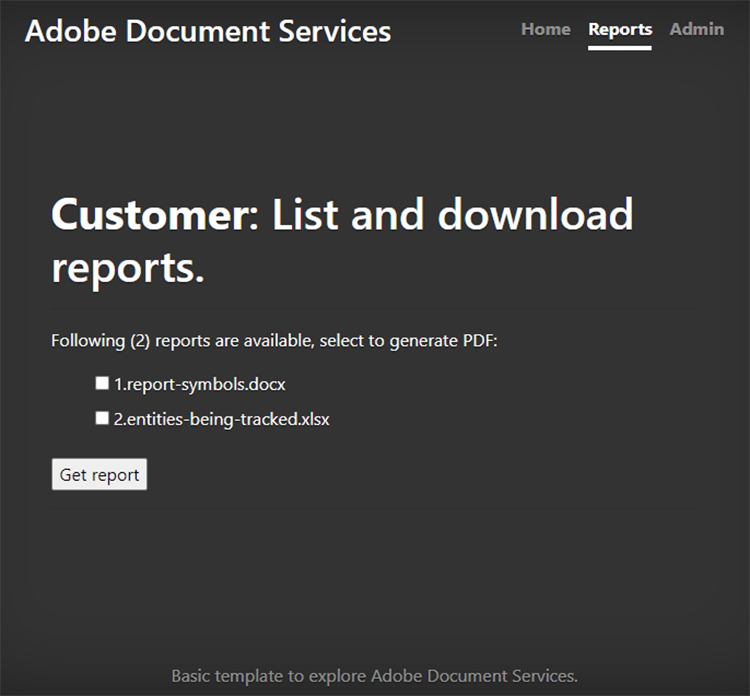 Adobe Document Services
Home Reports Admin
Customer: List and download
reports.
Following (2) reports are available, select to generate PDF:
1.report-symbols.docx
2.entities-being-tracked.xlsx
Get report
Basic template to explore Adobe Document Services.